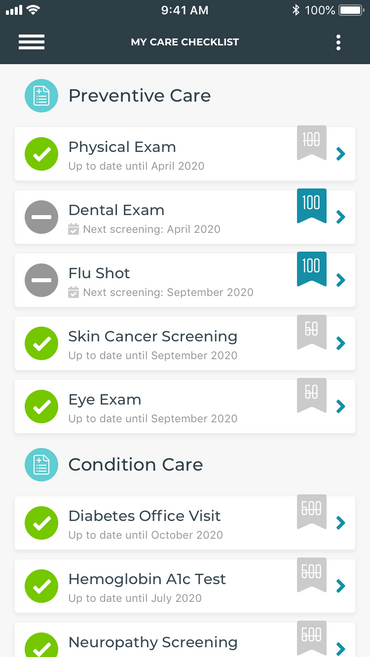 9:41 AM 100%
MY CARE CHECKLIST
Preventive Care
Physical Exam
100
Up to date until April 2020
Dental Exam
100
Next screening: April 2020
Flu Shot
100
Next screening: September 2020
Skin Cancer Screening
50
Up to date until September 2020
Eye Exam
50
Up to date until September 2020
Condition Care
Diabetes Office Visit
500
Up to date until October 2020
Hemoglobin A1c Test
500
Up to date until July 2020
Neuropathy Screening
500